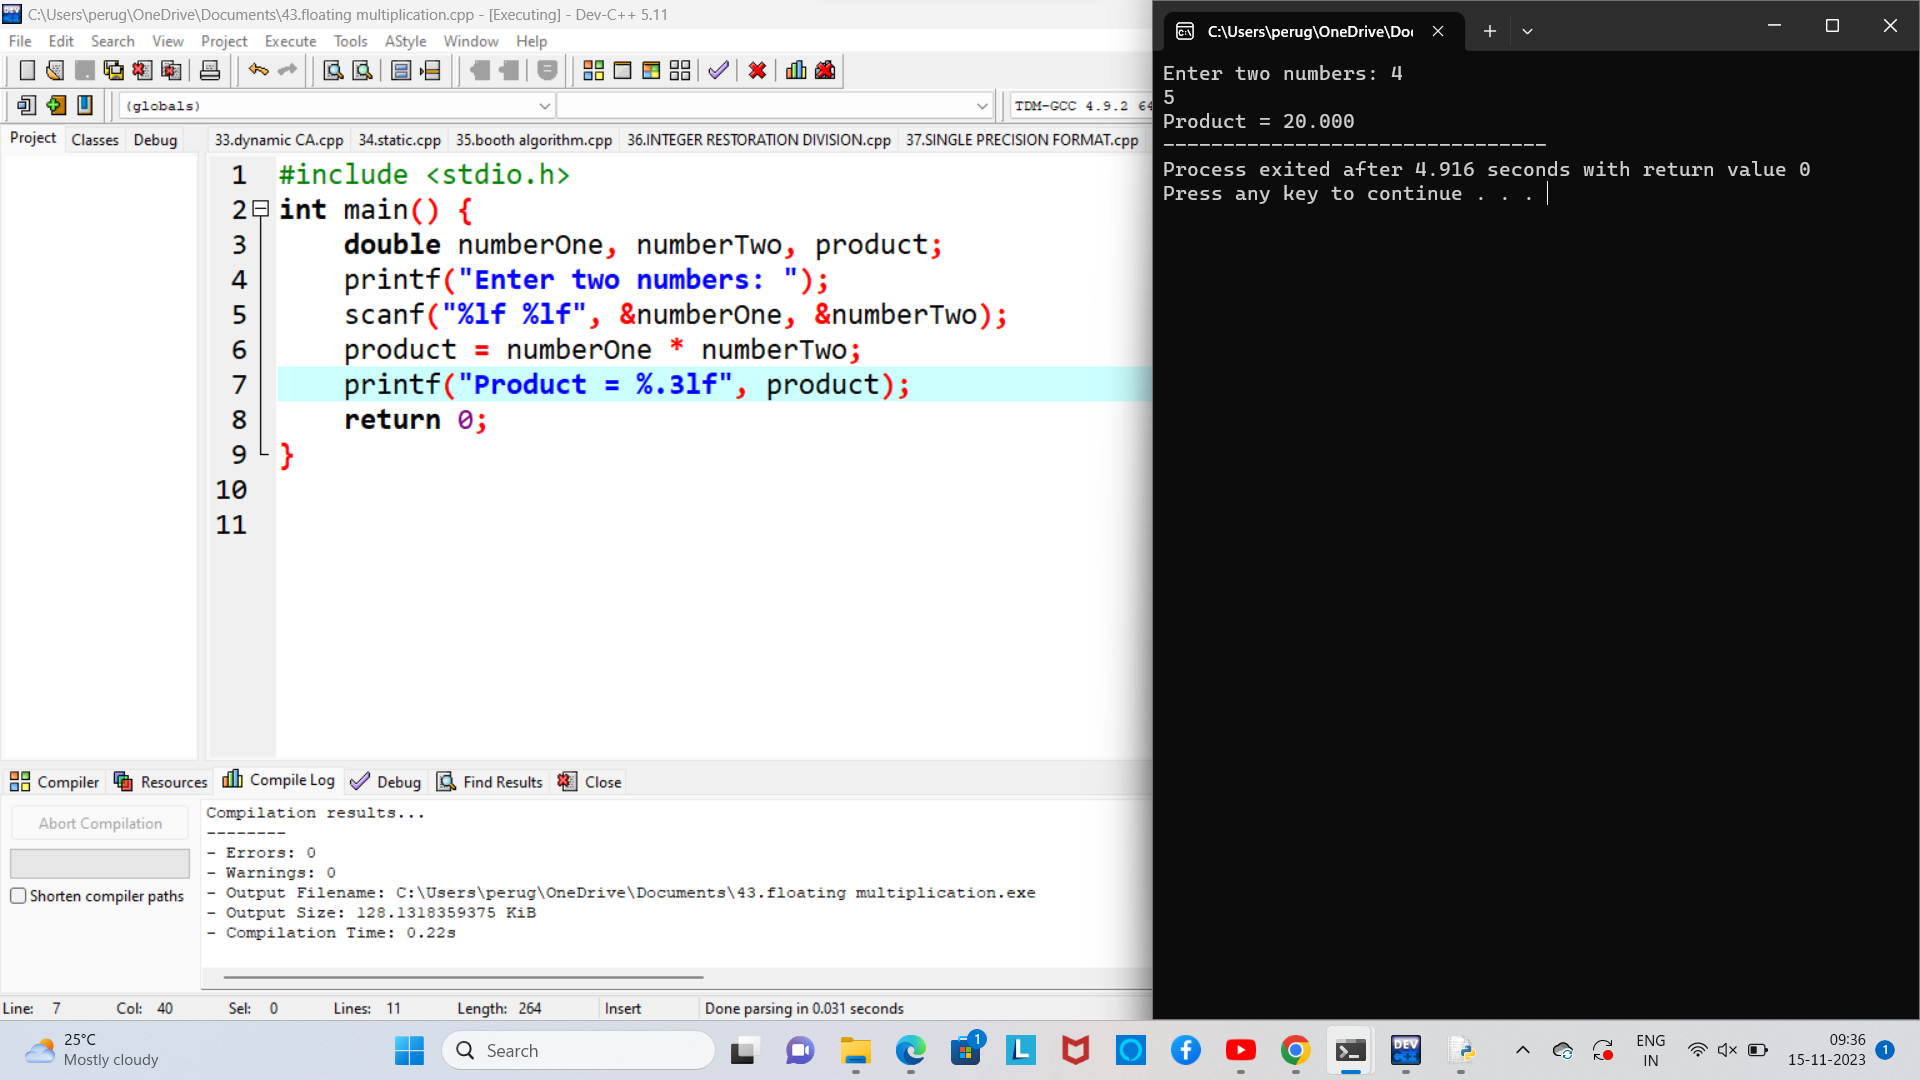 C:\Users\perug\OneDrive\Documents\43.floating multiplication.cpp - [Executing] - Dev-C++ 5.11
File Edit Search View Project Execute Tools AStyle Window Help
(globals)
TDM-GCC 4.9.2 64
Project Classes Debug
33.dynamic CA.cpp 34.static.cpp 35.booth algorithm.cpp 36.INTEGER RESTORATION DIVISION.cpp 37.SINGLE PRECISION FORMAT.cpp
1 #include <stdio.h>
2 int main() {
3 double numberOne, numberTwo, product;
4 printf("Enter two numbers: ");
5 scanf("%lf %lf", &numberOne, &numberTwo);
6 product = numberOne * numberTwo;
7 printf("Product = %.3lf", product);
8 return 0;
9 }
10
11
Compiler Resources Compile Log Debug Find Results Close
Abort Compilation
Shorten compiler paths
Compilation results...
--------
- Errors: 0
- Warnings: 0
- Output Filename: C:\Users\perug\OneDrive\Documents\43.floating multiplication.exe
- Output Size: 128.1318359375 KiB
- Compilation Time: 0.22s
Line: 7 Col: 40 Sel: 0 Lines: 11 Length: 264 Insert Done parsing in 0.031 seconds
C:\Users\perug\OneDrive\Do
Enter two numbers: 4
5
Product = 20.000
--------------------------------
Process exited after 4.916 seconds with return value 0
Press any key to continue . . .
25°C
Mostly cloudy
Search
1
L
DEV
C++
ENG
IN
09:36
15-11-2023
1